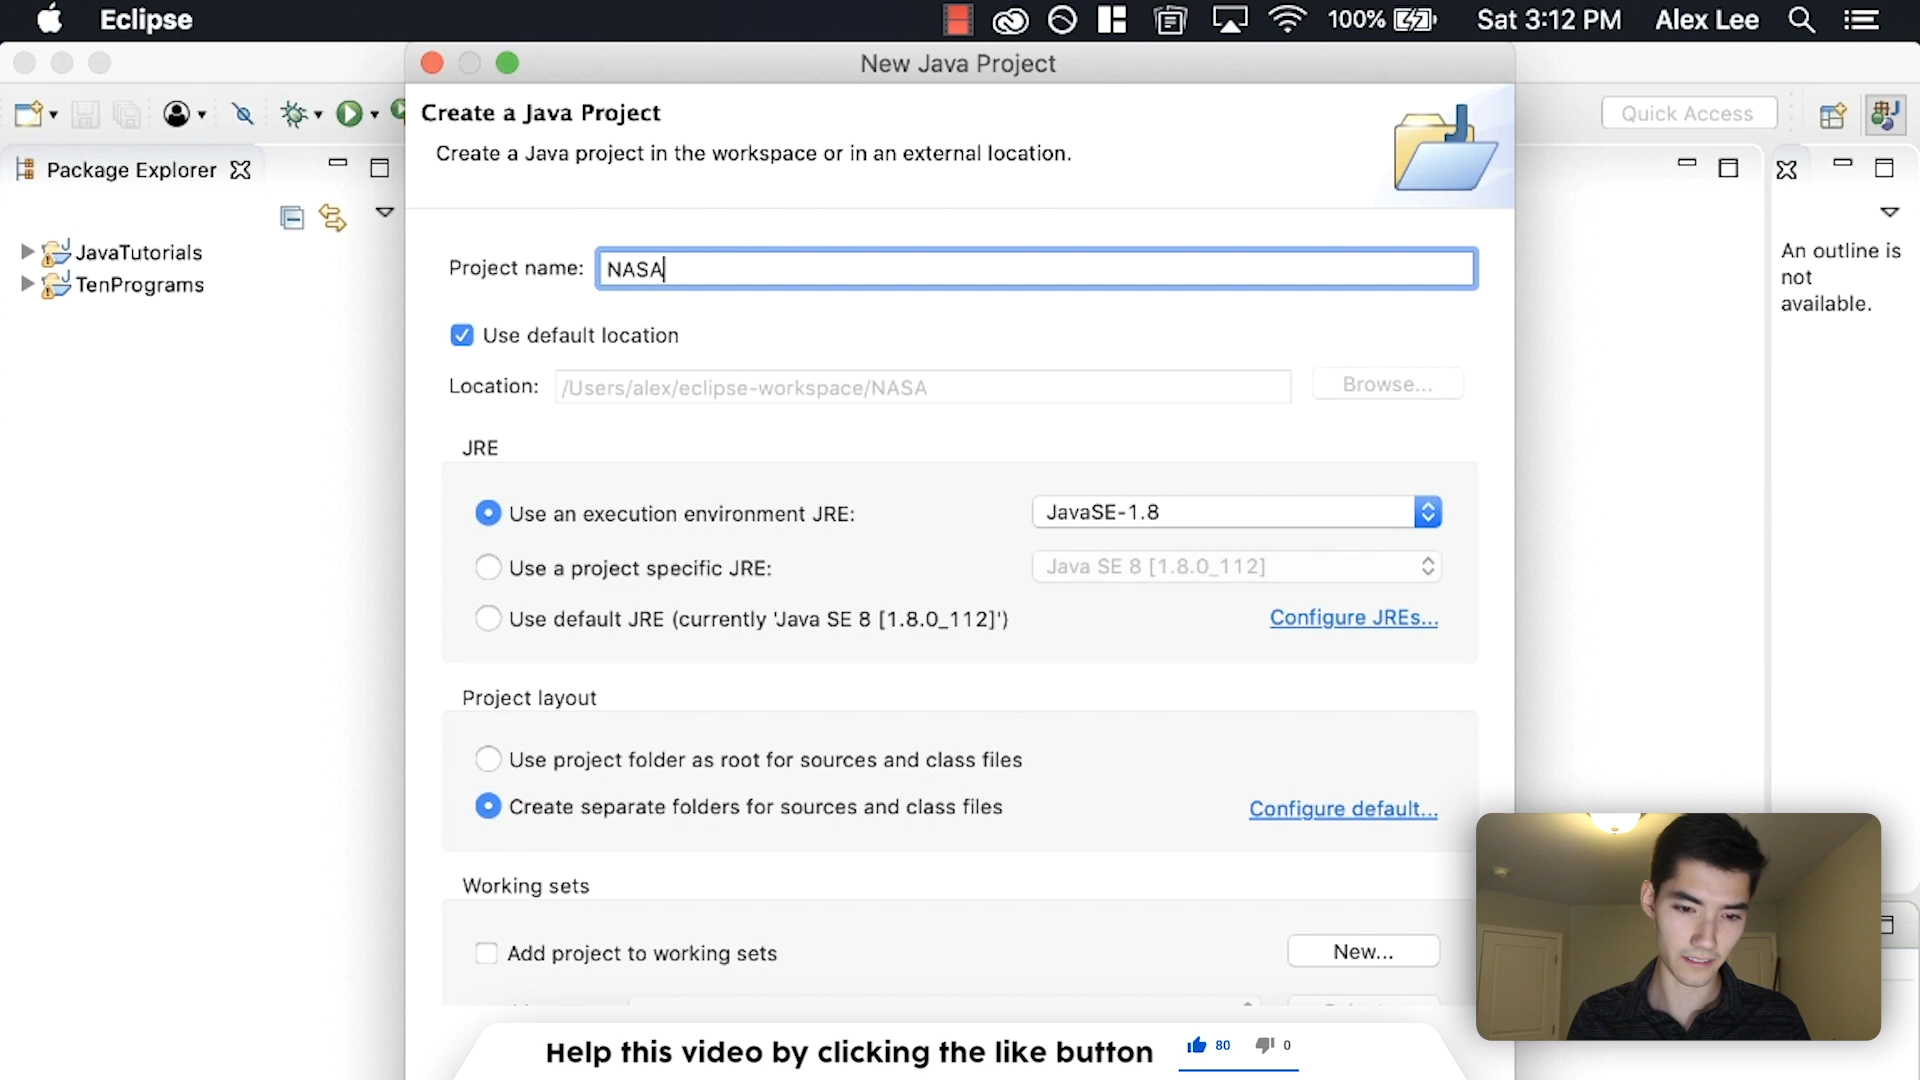 Eclipse
100%
Sat 3:12 PM
Alex Lee
New Java Project
Create a Java Project
Create a Java project in the workspace or in an external location.
Quick Access
Package Explorer
JavaTutorials
TenPrograms
An outline is
not
available.
Project name:
NASA
Use default location
Location:
/Users/alex/eclipse-workspace/NASA
Browse...
JRE
Use an execution environment JRE:
JavaSE-1.8
Use a project specific JRE:
Java SE 8 [1.8.0_112]
Use default JRE (currently 'Java SE 8 [1.8.0_112]')
Configure JREs...
Project layout
Use project folder as root for sources and class files
Create separate folders for sources and class files
Configure default...
Working sets
Add project to working sets
New...
Help this video by clicking the like button
80
0